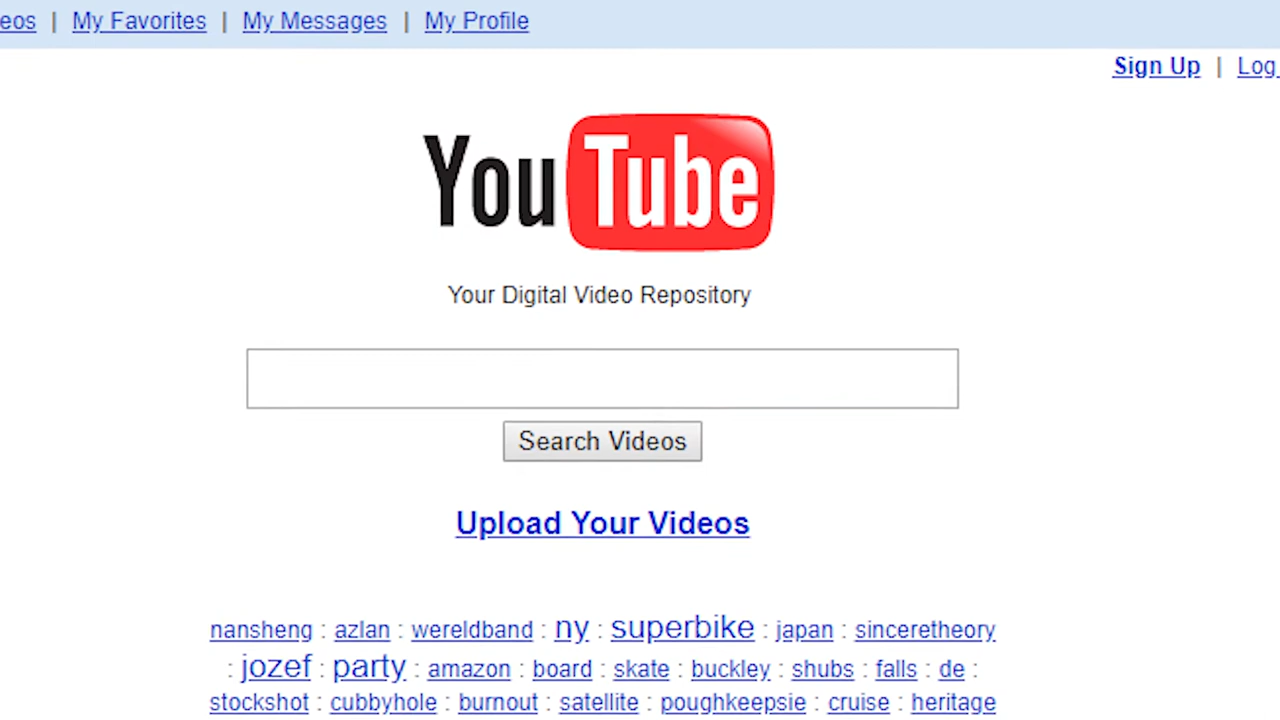 eos | My Favorites | My Messages | My Profile
Sign Up | Log
YouTube
Your Digital Video Repository
Search Videos
Upload Your Videos
nansheng : azlan : wereldband : ny : superbike : japan : sinceretheory
: jozef : party : amazon : board : skate : buckley : shubs : falls : de :
stockshot : cubbyhole : burnout : satellite : poughkeepsie : cruise : heritage